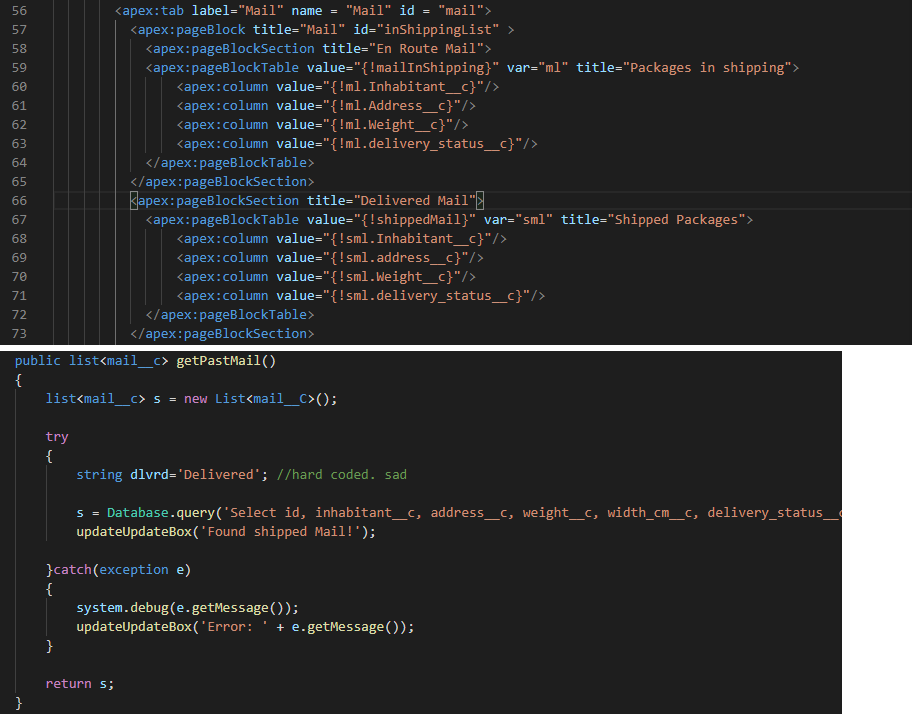 56 <apex:tab label="Mail" name = "Mail" id = "mail">
57 <apex:pageBlock title="Mail" id="inShippingList" >
58 <apex:pageBlockSection title="En Route Mail">
59 <apex:pageBlockTable value="{!mailInShipping}" var="ml" title="Packages in shipping">
60 <apex:column value="{!ml.Inhabitant__c}"/>
61 <apex:column value="{!ml.Address__c}"/>
62 <apex:column value="{!ml.Weight__c}"/>
63 <apex:column value="{!ml.delivery_status__c}"/>
64 </apex:pageBlockTable>
65 </apex:pageBlockSection>
66 <apex:pageBlockSection title="Delivered Mail">
67 <apex:pageBlockTable value="{!shippedMail}" var="sml" title="Shipped Packages">
68 <apex:column value="{!sml.Inhabitant__c}"/>
69 <apex:column value="{!sml.address__c}"/>
70 <apex:column value="{!sml.Weight__c}"/>
71 <apex:column value="{!sml.delivery_status__c}"/>
72 </apex:pageBlockTable>
73 </apex:pageBlockSection>
public list<mail__c> getPastMail()
{
list<mail__c> s = new List<mail__C>();
try
{
string dlvrd='Delivered'; //hard coded. sad
s = Database.query('Select id, inhabitant__c, address__c, weight__c, width_cm__c, delivery_status__c
updateUpdateBox('Found shipped Mail!');
}catch(exception e)
{
system.debug(e.getMessage());
updateUpdateBox('Error: ' + e.getMessage());
}
return s;
}